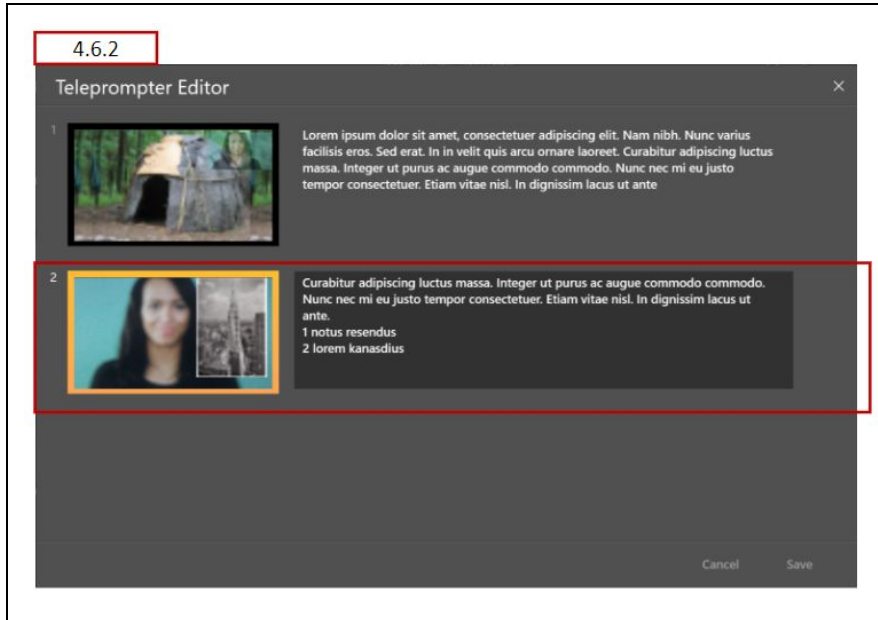 4.6.2
Teleprompter Editor
×
1
Lorem ipsum dolor sit amet, consectetuer adipiscing elit. Nam nibh. Nunc varius
facilisis eros. Sed erat. In in velit quis arcu ornare laoreet. Curabitur adipiscing luctus
massa. Integer ut purus ac augue commodo commodo. Nunc nec mi eu justo
tempor consectetuer. Etiam vitae nisl. In dignissim lacus ut ante
2
Curabitur adipiscing luctus massa. Integer ut purus ac augue commodo commodo.
Nunc nec mi eu justo tempor consectetuer. Etiam vitae nisl. In dignissim lacus ut
ante.
1 notus resendus
2 lorem kanasdius
Cancel Save